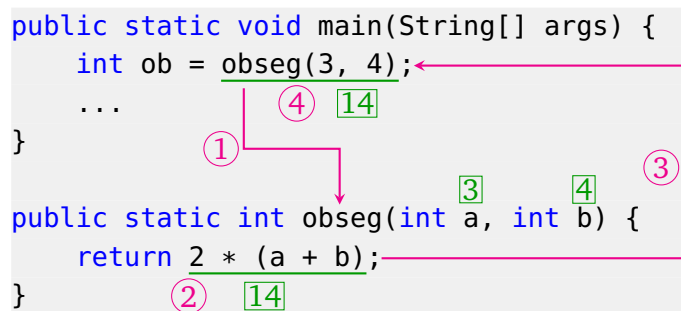 public static void main(String[] args) {
int ob = obseg(3, 4);
④ 14
...
①
}
③
3 4
public static int obseg(int a, int b) {
return 2 * (a + b);
} ② 14